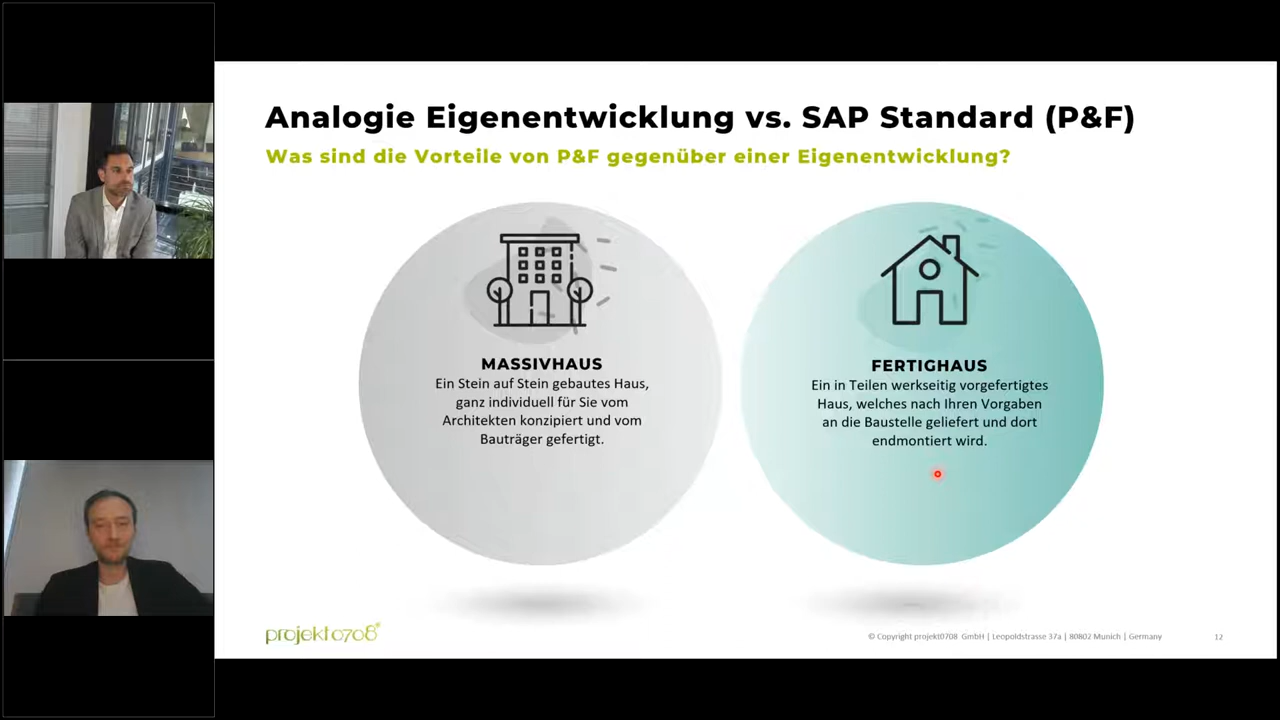 Analogie Eigenentwicklung vs. SAP Standard (P&F)
Was sind die Vorteile von P&F gegenüber einer Eigenentwicklung?
MASSIVHAUS
Ein Stein auf Stein gebautes Haus,
ganz individuell für Sie vom
Architekten konzipiert und vom
Bauträger gefertigt.
FERTIGHAUS
Ein in Teilen werkseitig vorgefertigtes
Haus, welches nach Ihren Vorgaben
an die Baustelle geliefert und dort
endmontiert wird.
projekt0708
© Copyright projekt0708 GmbH | Leopoldstrasse 37a | 80802 Munich | Germany
12